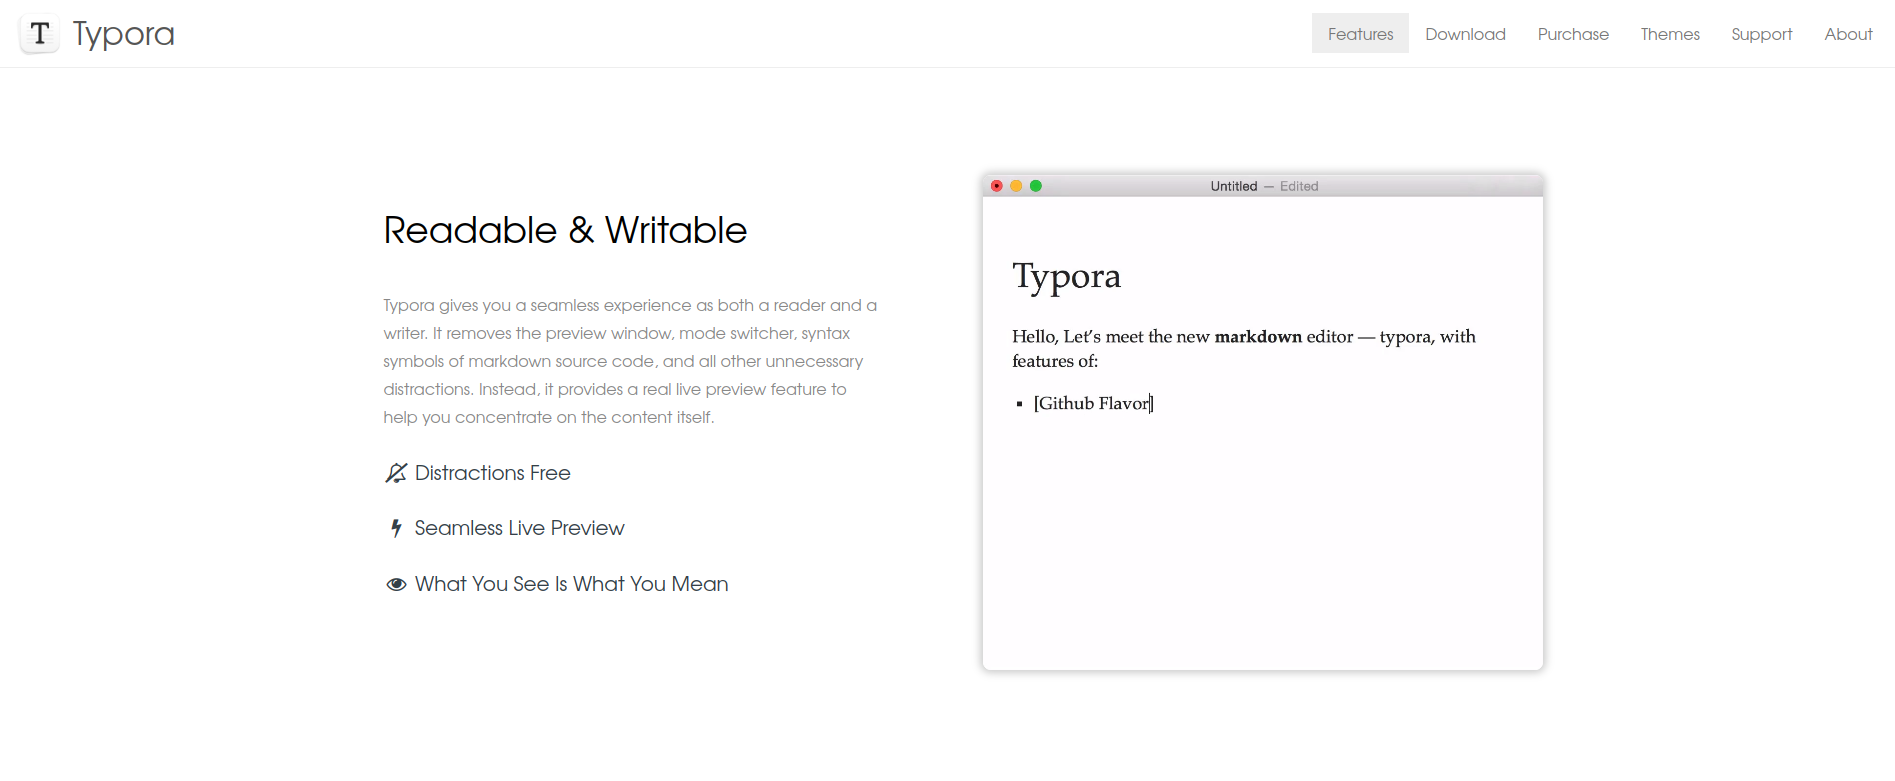 T Typora
Features Download Purchase Themes Support About
Readable & Writable
Typora gives you a seamless experience as both a reader and a
writer. It removes the preview window, mode switcher, syntax
symbols of markdown source code, and all other unnecessary
distractions. Instead, it provides a real live preview feature to
help you concentrate on the content itself.
Distractions Free
Seamless Live Preview
What You See Is What You Mean
Untitled — Edited
Typora
Hello, Let’s meet the new markdown editor — typora, with
features of:
▪ [Github Flavor]